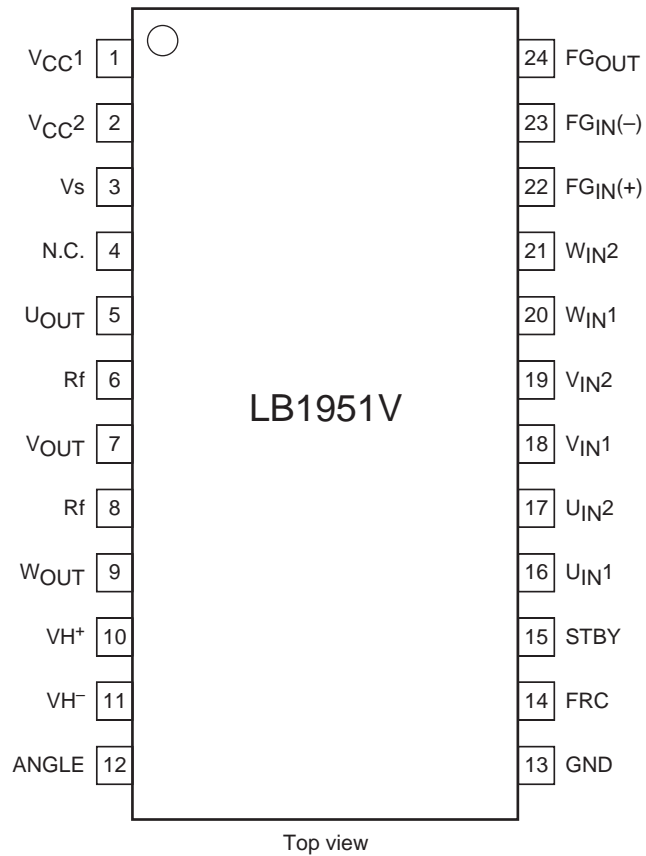 VCC1 1 24 FGOUT
VCC2 2 23 FGIN(–)
Vs 3 22 FGIN(+)
N.C. 4 21 WIN2
UOUT 5 20 WIN1
Rf 6 19 VIN2
LB1951V
VOUT 7 18 VIN1
Rf 8 17 UIN2
WOUT 9 16 UIN1
VH+ 10 15 STBY
VH– 11 14 FRC
ANGLE 12 13 GND
Top view